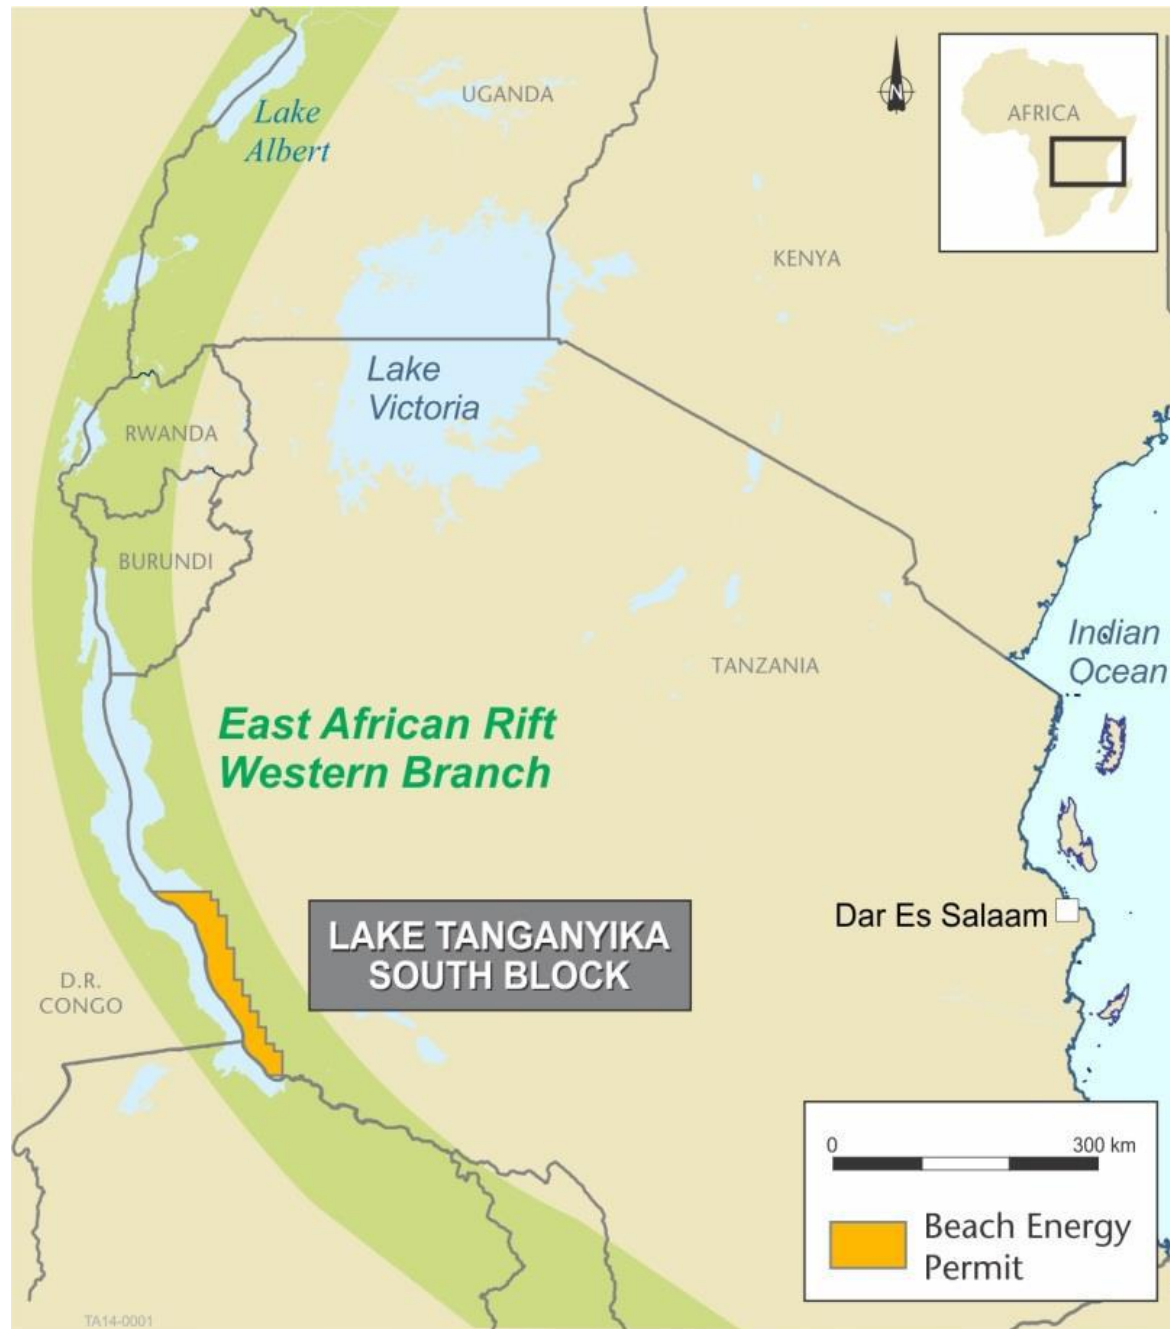 UGANDA
Lake
Albert
N
AFRICA
KENYA
Lake
Victoria
RWANDA
BURUNDI
Indian
Ocean
TANZANIA
East African Rift
Western Branch
LAKE TANGANYIKA
SOUTH BLOCK
Dar Es Salaam
D.R.
CONGO
0 300 km
Beach Energy
Permit
TA14-0001